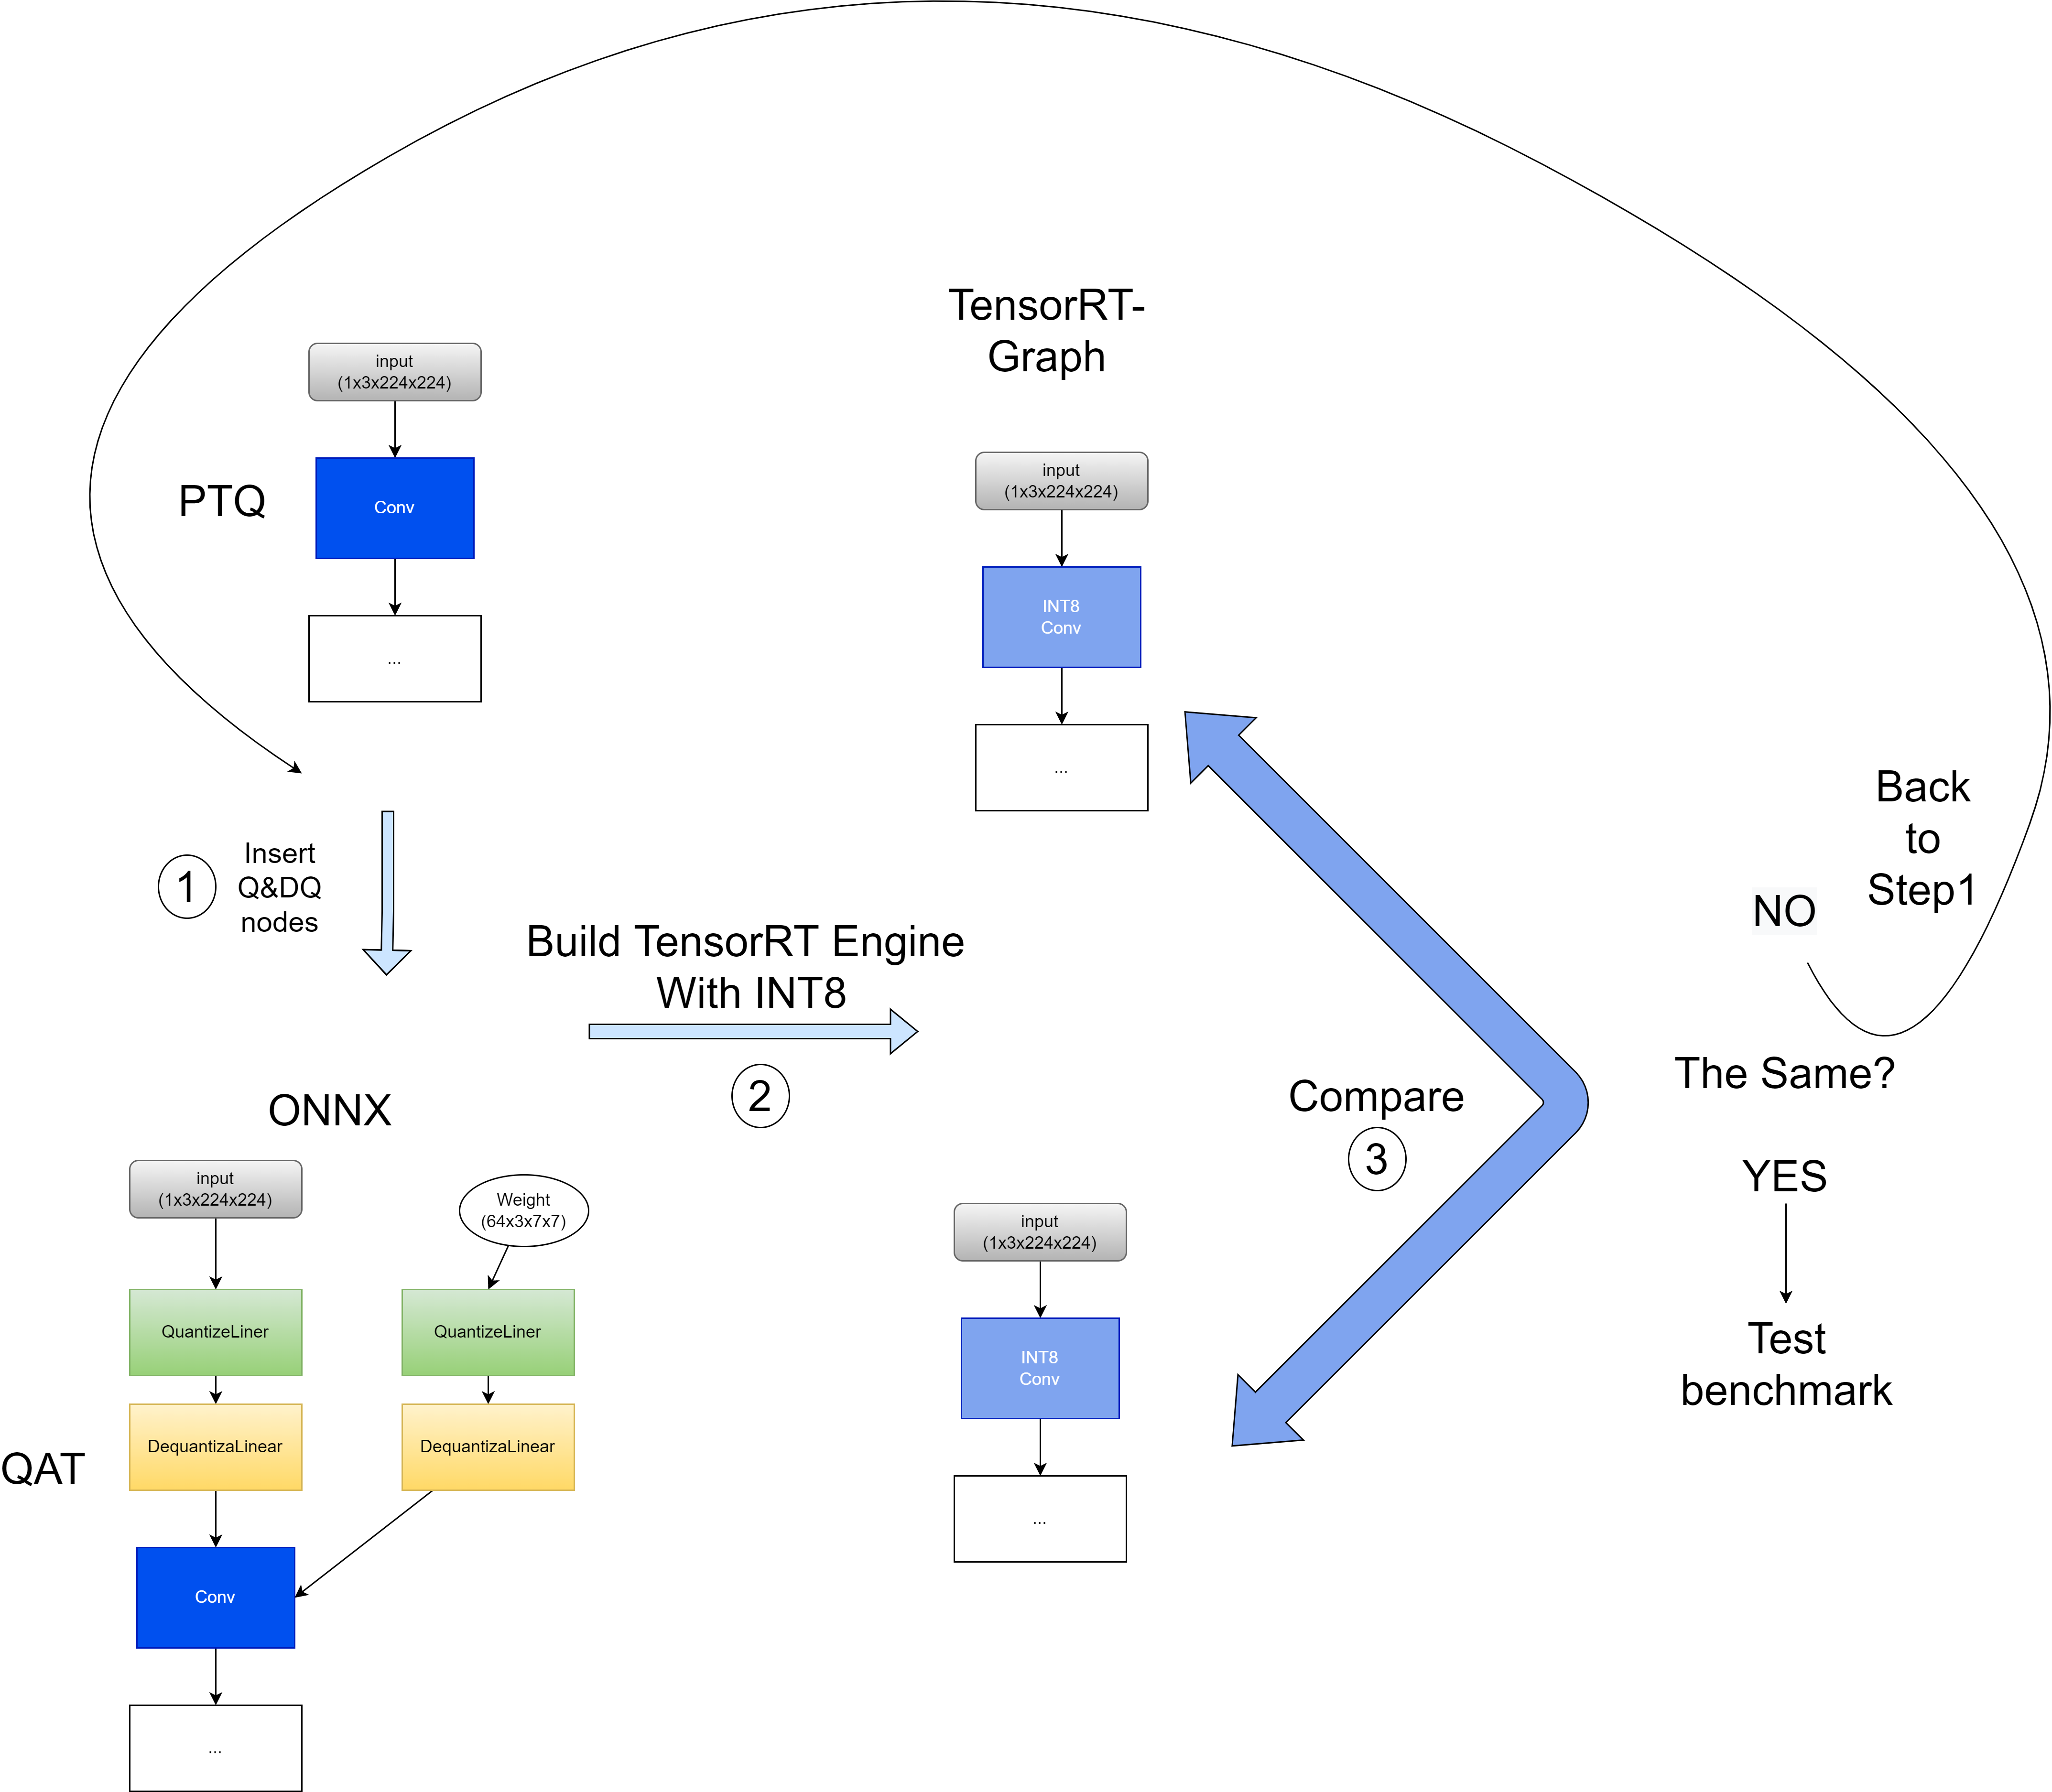 TensorRT-
Graph
input
(1x3x224x224)
PTQ
Conv
...
input
(1x3x224x224)
INT8
Conv
...
1
Insert
Q&DQ
nodes
Build TensorRT Engine
With INT8
2
Back
to
Step1
NO
The Same?
Compare
3
YES
Test
benchmark
ONNX
input
(1x3x224x224)
Weight
(64x3x7x7)
QuantizeLiner
QuantizeLiner
DequantizaLinear
DequantizaLinear
QAT
Conv
...
input
(1x3x224x224)
INT8
Conv
...